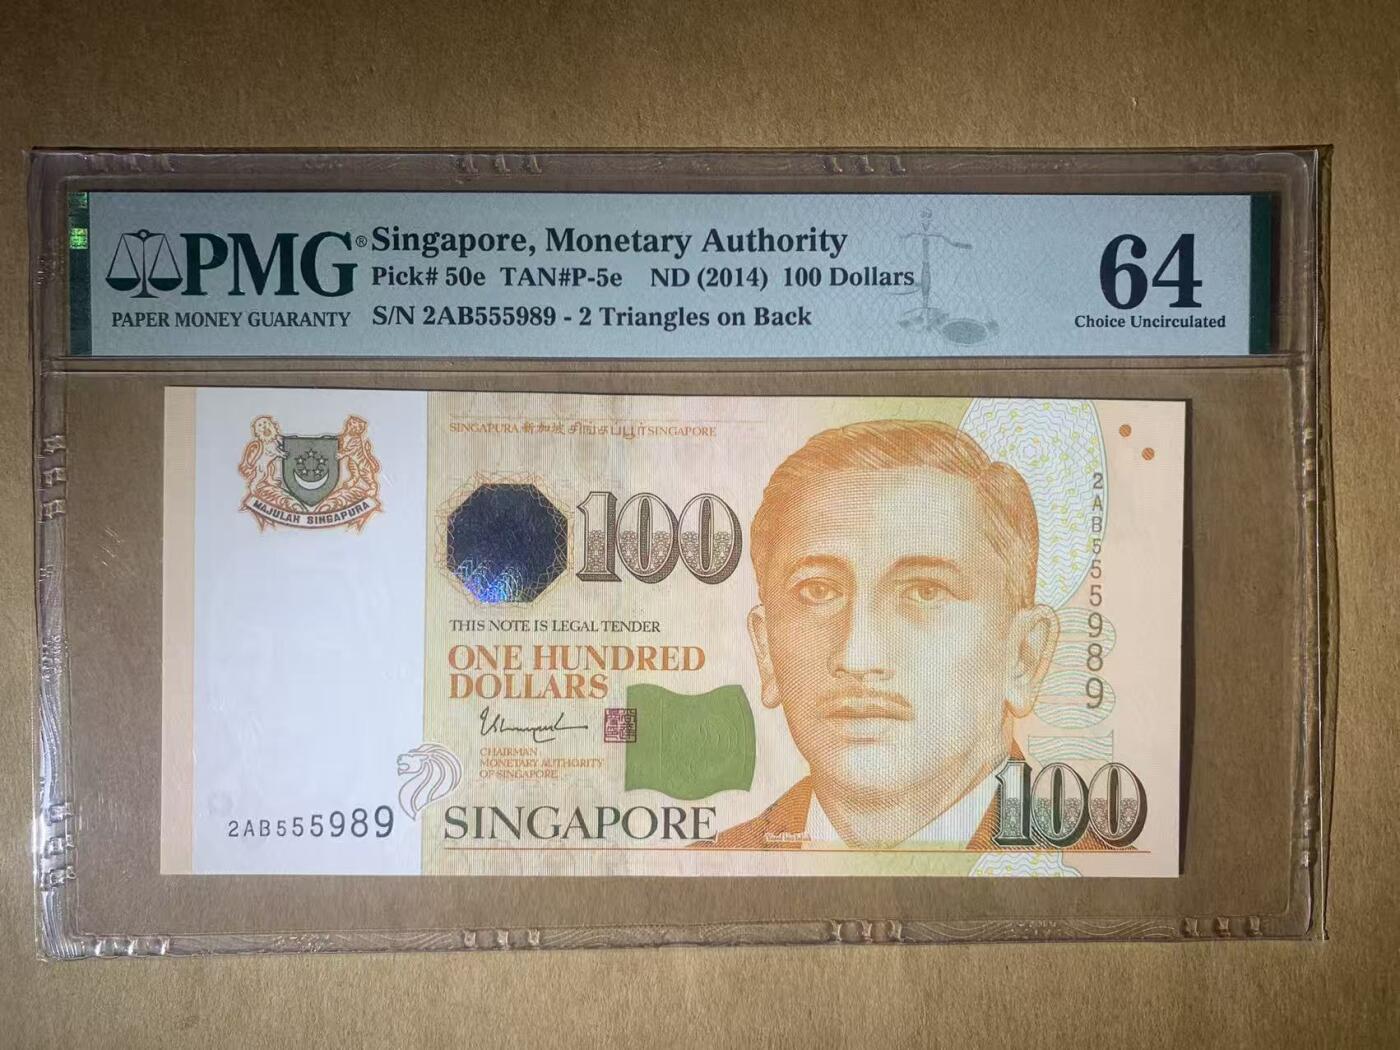 PMG®
PAPER MONEY GUARANTY
Singapore, Monetary Authority
Pick# 50e TAN#P-5e ND (2014) 100 Dollars
S/N 2AB555989 - 2 Triangles on Back
64
Choice Uncirculated
MAJULAH SINGAPURA
SINGAPURA 新加坡 சிங்கப்பூர் SINGAPORE
100
THIS NOTE IS LEGAL TENDER
ONE HUNDRED
DOLLARS
CHAIRMAN
MONETARY AUTHORITY
OF SINGAPORE
2AB555989
SINGAPORE
2AB555989
100